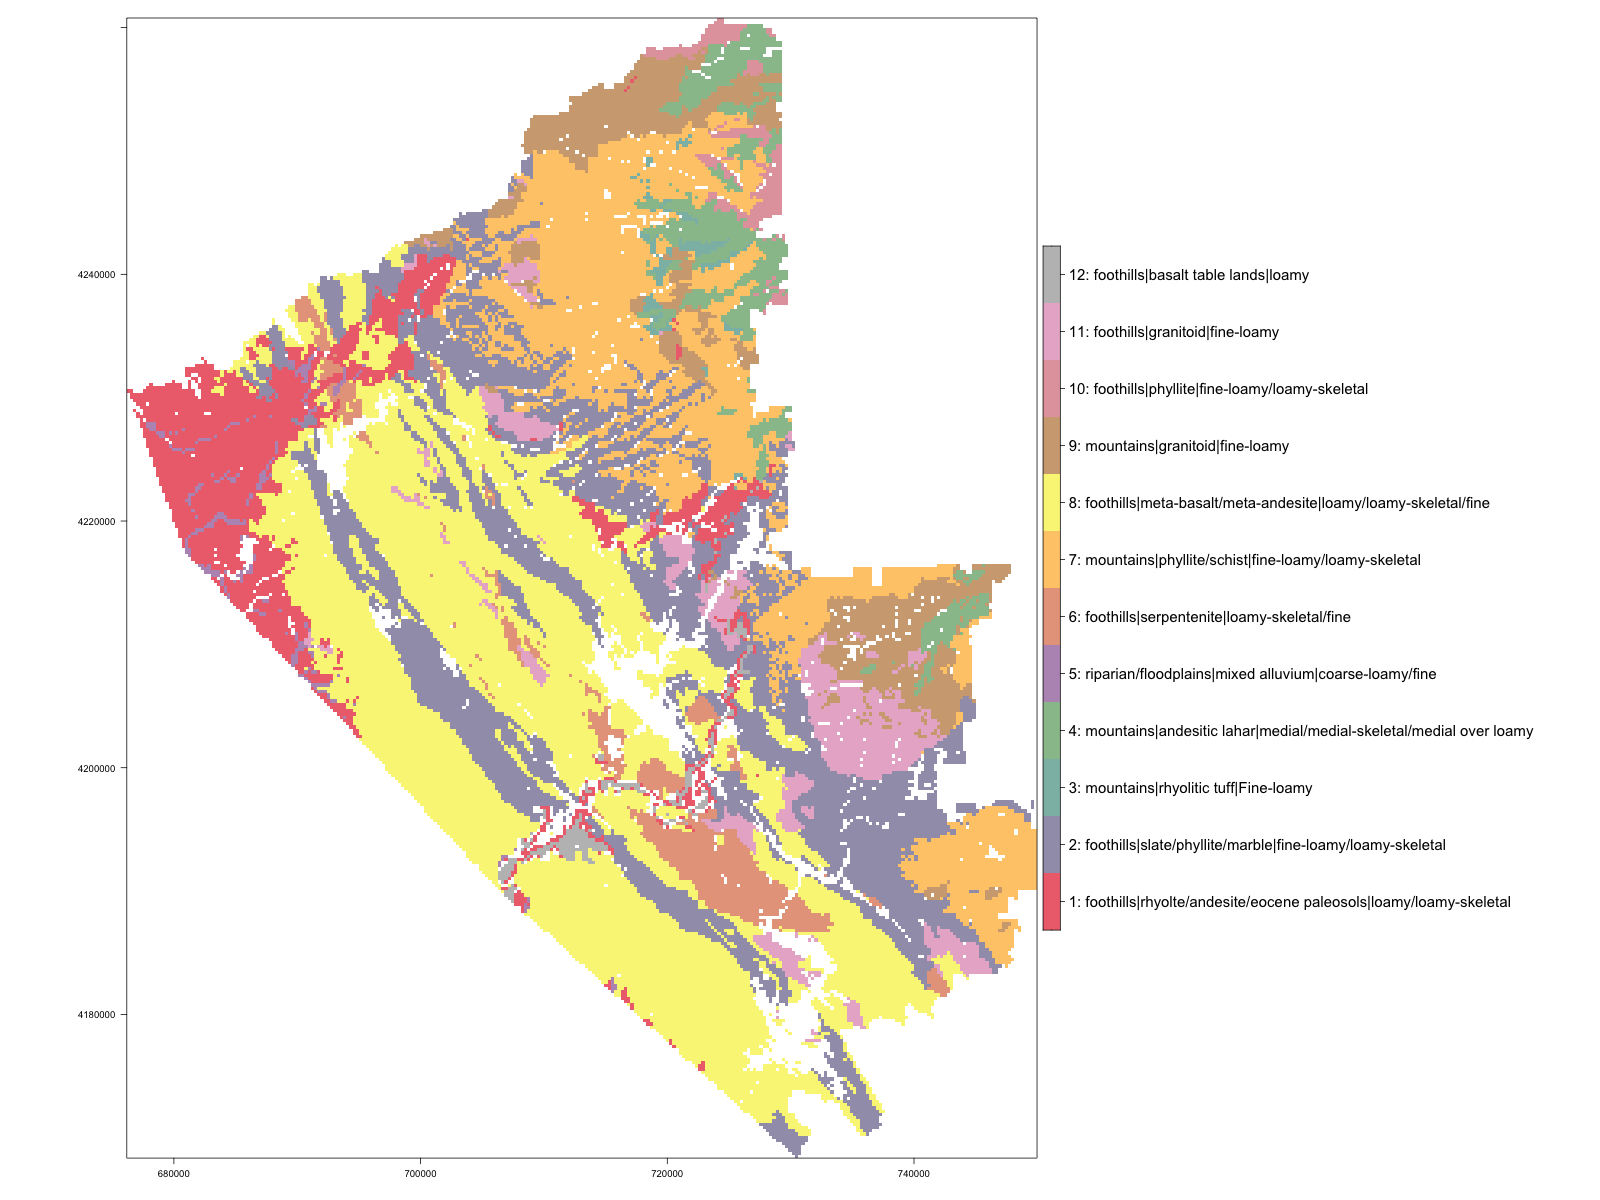 4240000
4220000
4200000
4180000
680000
700000
720000
740000
12: foothills|basalt table lands|loamy
11: foothills|granitoid|fine-loamy
10: foothills|phyllite|fine-loamy/loamy-skeletal
9: mountains|granitoid|fine-loamy
8: foothills|meta-basalt/meta-andesite|loamy/loamy-skeletal/fine
7: mountains|phyllite/schist|fine-loamy/loamy-skeletal
6: foothills|serpentenite|loamy-skeletal/fine
5: riparian/floodplains|mixed alluvium|coarse-loamy/fine
4: mountains|andesitic lahar|medial/medial-skeletal/medial over loamy
3: mountains|rhyolitic tuff|Fine-loamy
2: foothills|slate/phyllite/marble|fine-loamy/loamy-skeletal
1: foothills|rhyolte/andesite/eocene paleosols|loamy/loamy-skeletal